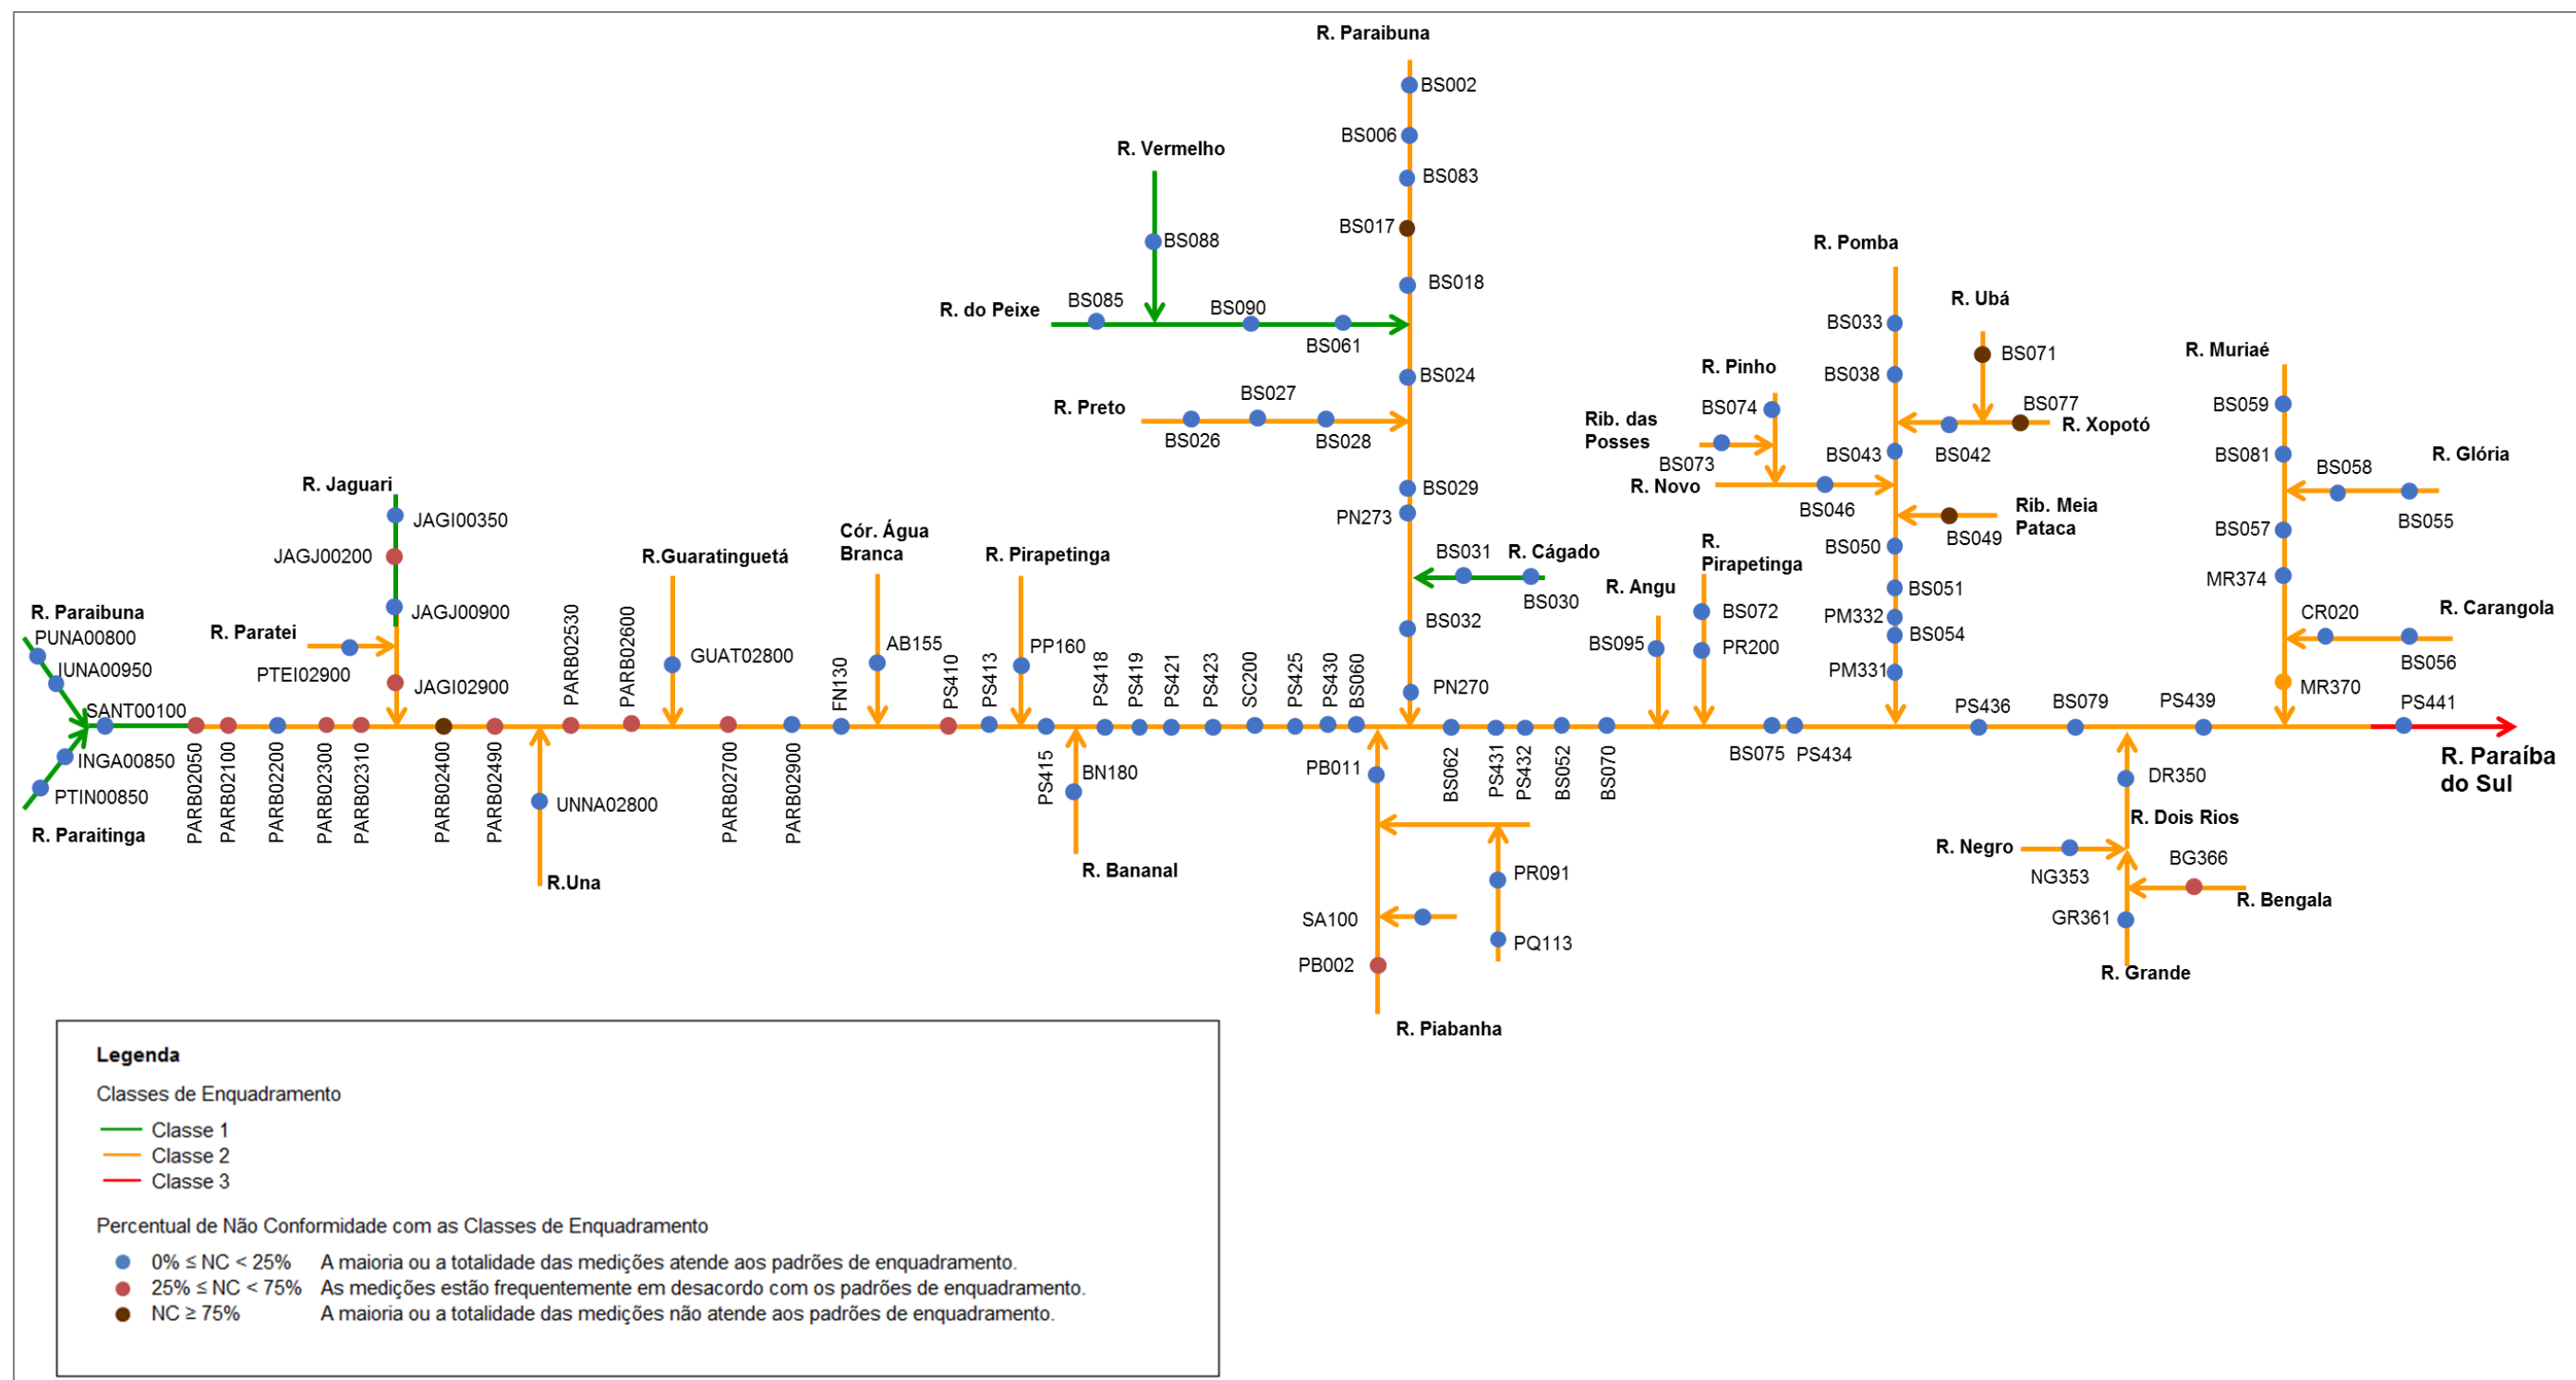 R. Paraibuna
BS002
BS006
R. Vermelho
BS083
BS017
BS088
R. Pomba
BS018
R. do Peixe
BS085
BS090
R. Ubá
BS061
BS033
BS071
R. Muriaé
R. Pinho
BS024
BS038
BS027
BS077
R. Preto
BS074
BS059
Rib. das
Posses
R. Xopotó
BS026
BS028
BS043
BS042
BS081
R. Glória
BS073
BS058
R. Jaguari
R. Novo
BS029
BS046
Rib. Meia
Pataca
JAGI00350
PN273
BS055
Cór. Água
Branca
BS057
BS049
JAGJ00200
R.Guaratinguetá
R. Pirapetinga
BS031
R. Cágado
R.
Pirapetinga
BS050
MR374
R. Angu
BS051
BS030
R. Paraibuna
JAGJ00900
BS072
CR020
R. Carangola
PUNA00800
R. Paratei
PARB02530
PARB02600
BS032
PM332
BS054
IUNA00950
GUAT02800
AB155
PP160
BS095
PR200
PTEI02900
BS056
PM331
JAGI02900
FN130
PS410
PS413
PS418
PS419
PS421
PS423
SC200
PS425
PS430
BS060
PN270
MR370
SANT00100
PS436
BS079
PS439
PS441
INGA00850
PTIN00850
PARB02050
PARB02100
PARB02200
PARB02300
PARB02310
PARB02400
PARB02490
UNNA02800
PARB02700
PARB02900
PS415
BN180
PB011
BS062
PS431
PS432
BS052
BS070
BS075
PS434
DR350
R. Paraíba
do Sul
R. Paraitinga
R. Dois Rios
R. Negro
BG366
R.Una
R. Bananal
PR091
NG353
R. Bengala
SA100
GR361
PQ113
PB002
R. Grande
R. Piabanha
Legenda
Classes de Enquadramento
Classe 1
Classe 2
Classe 3
Percentual de Não Conformidade com as Classes de Enquadramento
0% ≤ NC < 25% A maioria ou a totalidade das medições atende aos padrões de enquadramento.
25% ≤ NC < 75% As medições estão frequentemente em desacordo com os padrões de enquadramento.
NC ≥ 75% A maioria ou a totalidade das medições não atende aos padrões de enquadramento.